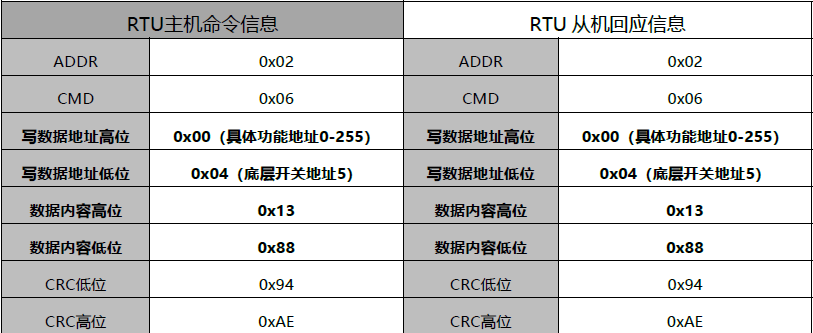 RTU主机命令信息 RTU 从机回应信息
ADDR 0x02 ADDR 0x02
CMD 0x06 CMD 0x06
写数据地址高位 0x00（具体功能地址0-255） 写数据地址高位 0x00（具体功能地址0-255）
写数据地址低位 0x04（底层开关地址5) 写数据地址低位 0x04（底层开关地址5)
数据内容高位 0x13 数据内容高位 0x13
数据内容低位 0x88 数据内容低位 0x88
CRC低位 0x94 CRC低位 0x94
CRC高位 0xAE CRC高位 0xAE